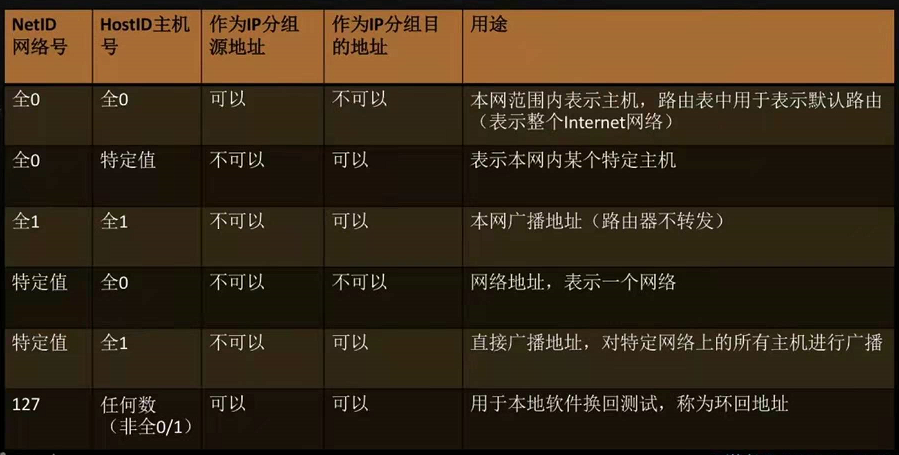 NetID 网络号
HostID主机号
作为IP分组源地址
作为IP分组目的地址
用途
全0
全0
可以
不可以
本网范围内表示主机，路由表中用于表示默认路由
（表示整个Internet网络）
全0
特定值
不可以
可以
表示本网内某个特定主机
全1
全1
不可以
可以
本网广播地址（路由器不转发）
特定值
全0
不可以
不可以
网络地址，表示一个网络
特定值
全1
不可以
可以
直接广播地址，对特定网络上的所有主机进行广播
127
任何数
（非全0/1）
可以
可以
用于本地软件换回测试，称为环回地址